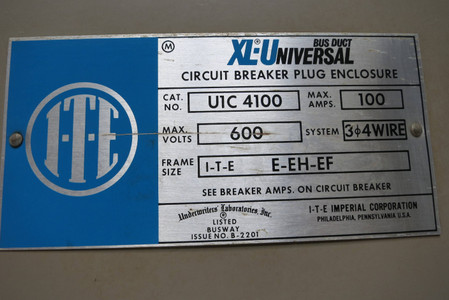 I-T-E
M
XL-UNIVERSAL BUS DUCT
CIRCUIT BREAKER PLUG ENCLOSURE
CAT. NO. U1C 4100 MAX. AMPS. 100
MAX. VOLTS 600 SYSTEM 3ϕ4WIRE
FRAME SIZE I-T-E E-EH-EF
SEE BREAKER AMPS. ON CIRCUIT BREAKER
Underwriters' Laboratories, Inc.
LISTED
BUSWAY
ISSUE NO. B-2201
I-T-E IMPERIAL CORPORATION
PHILADELPHIA, PENNSYLVANIA U.S.A.